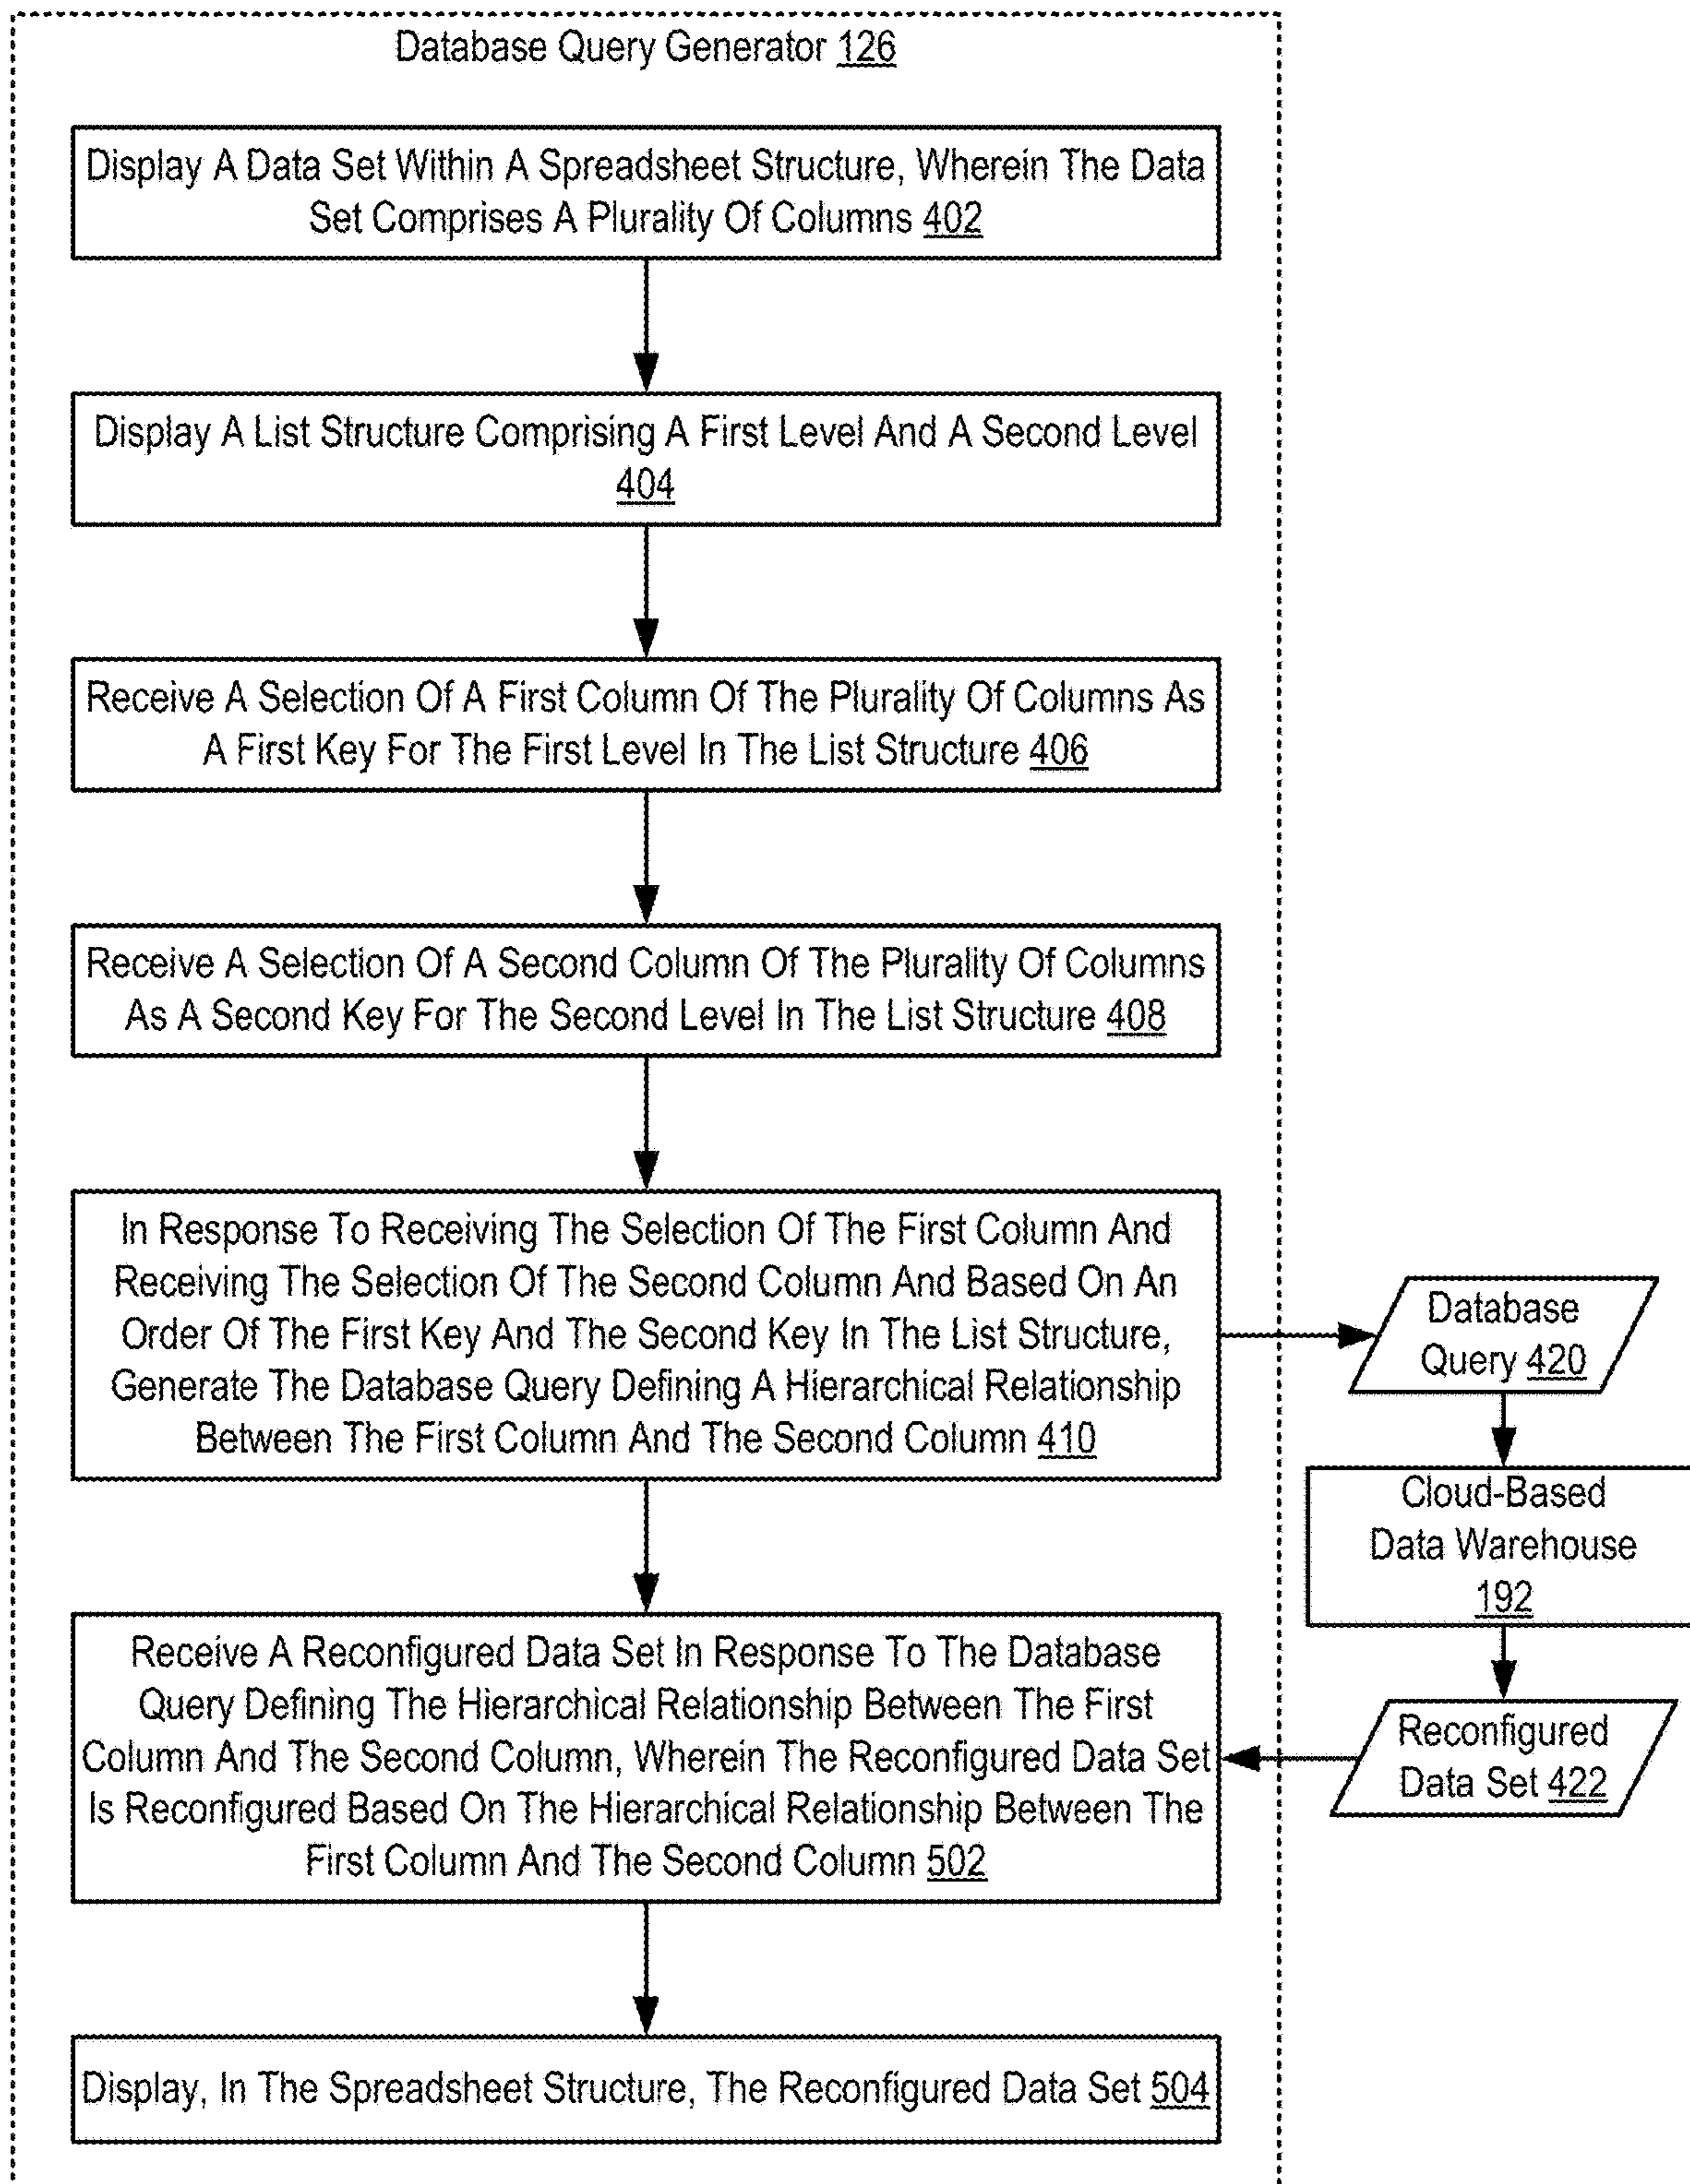 Database Query Generator 126
Display A Data Set Within A Spreadsheet Structure, Wherein The Data
Set Comprises A Plurality Of Columns 402
Display A List Structure Comprising A First Level And A Second Level
404
Receive A Selection Of A First Column Of The Plurality Of Columns As
A First Key For The First Level In The List Structure 406
Receive A Selection Of A Second Column Of The Plurality Of Columns
As A Second Key For The Second Level In The List Structure 408
In Response To Receiving The Selection Of The First Column And
Receiving The Selection Of The Second Column And Based On An
Order Of The First Key And The Second Key In The List Structure,
Generate The Database Query Defining A Hierarchical Relationship
Between The First Column And The Second Column 410
Database
Query 420
Cloud-Based
Data Warehouse
192
Reconfigured
Data Set 422
Receive A Reconfigured Data Set In Response To The Database
Query Defining The Hierarchical Relationship Between The First
Column And The Second Column, Wherein The Reconfigured Data Set
Is Reconfigured Based On The Hierarchical Relationship Between The
First Column And The Second Column 502
Display, In The Spreadsheet Structure, The Reconfigured Data Set 504